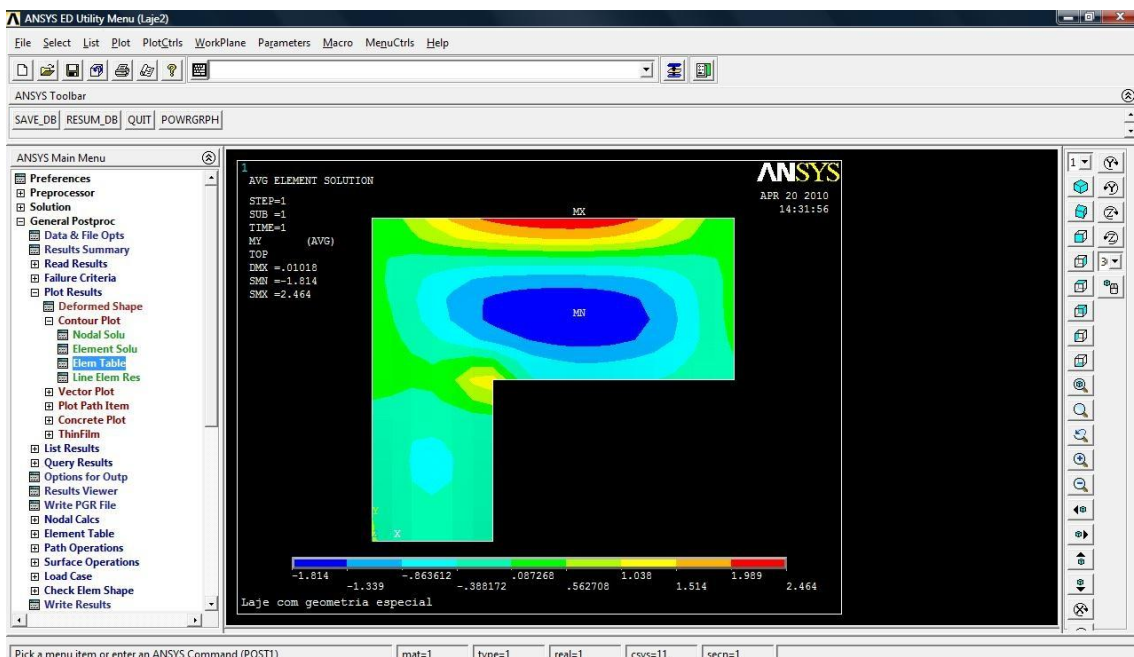 ANSYS ED Utility Menu (Laje2)
File Select List Plot PlotCtrls WorkPlane Parameters Macro MenuCtrls Help
ANSYS Toolbar
SAVE_DB RESUM_DB QUIT POWRGRPH
ANSYS Main Menu
Preferences
Preprocessor
Solution
General Postproc
Data & File Opts
Results Summary
Read Results
Failure Criteria
Plot Results
Deformed Shape
Contour Plot
Nodal Solu
Element Solu
Elem Table
Line Elem Res
Vector Plot
Plot Path Item
Concrete Plot
ThinFilm
List Results
Query Results
Options for Outp
Results Viewer
Write PGR File
Nodal Calcs
Element Table
Path Operations
Surface Operations
Load Case
Check Elem Shape
Write Results
1
AVG ELEMENT SOLUTION
STEP=1
SUB =1
TIME=1
MY (AVG)
TOP
DMX =.01018
SMN =-1.814
SMX =2.464
ANSYS
APR 20 2010
14:31:56
MX
MN
Y
X
-1.814 -.863612 .087268 1.038 1.989
-1.339 -.388172 .562708 1.514 2.464
Laje com geometria especial
1
Pick a menu item or enter an ANSYS Command (POST1) mat=1 type=1 real=1 csys=11 secn=1